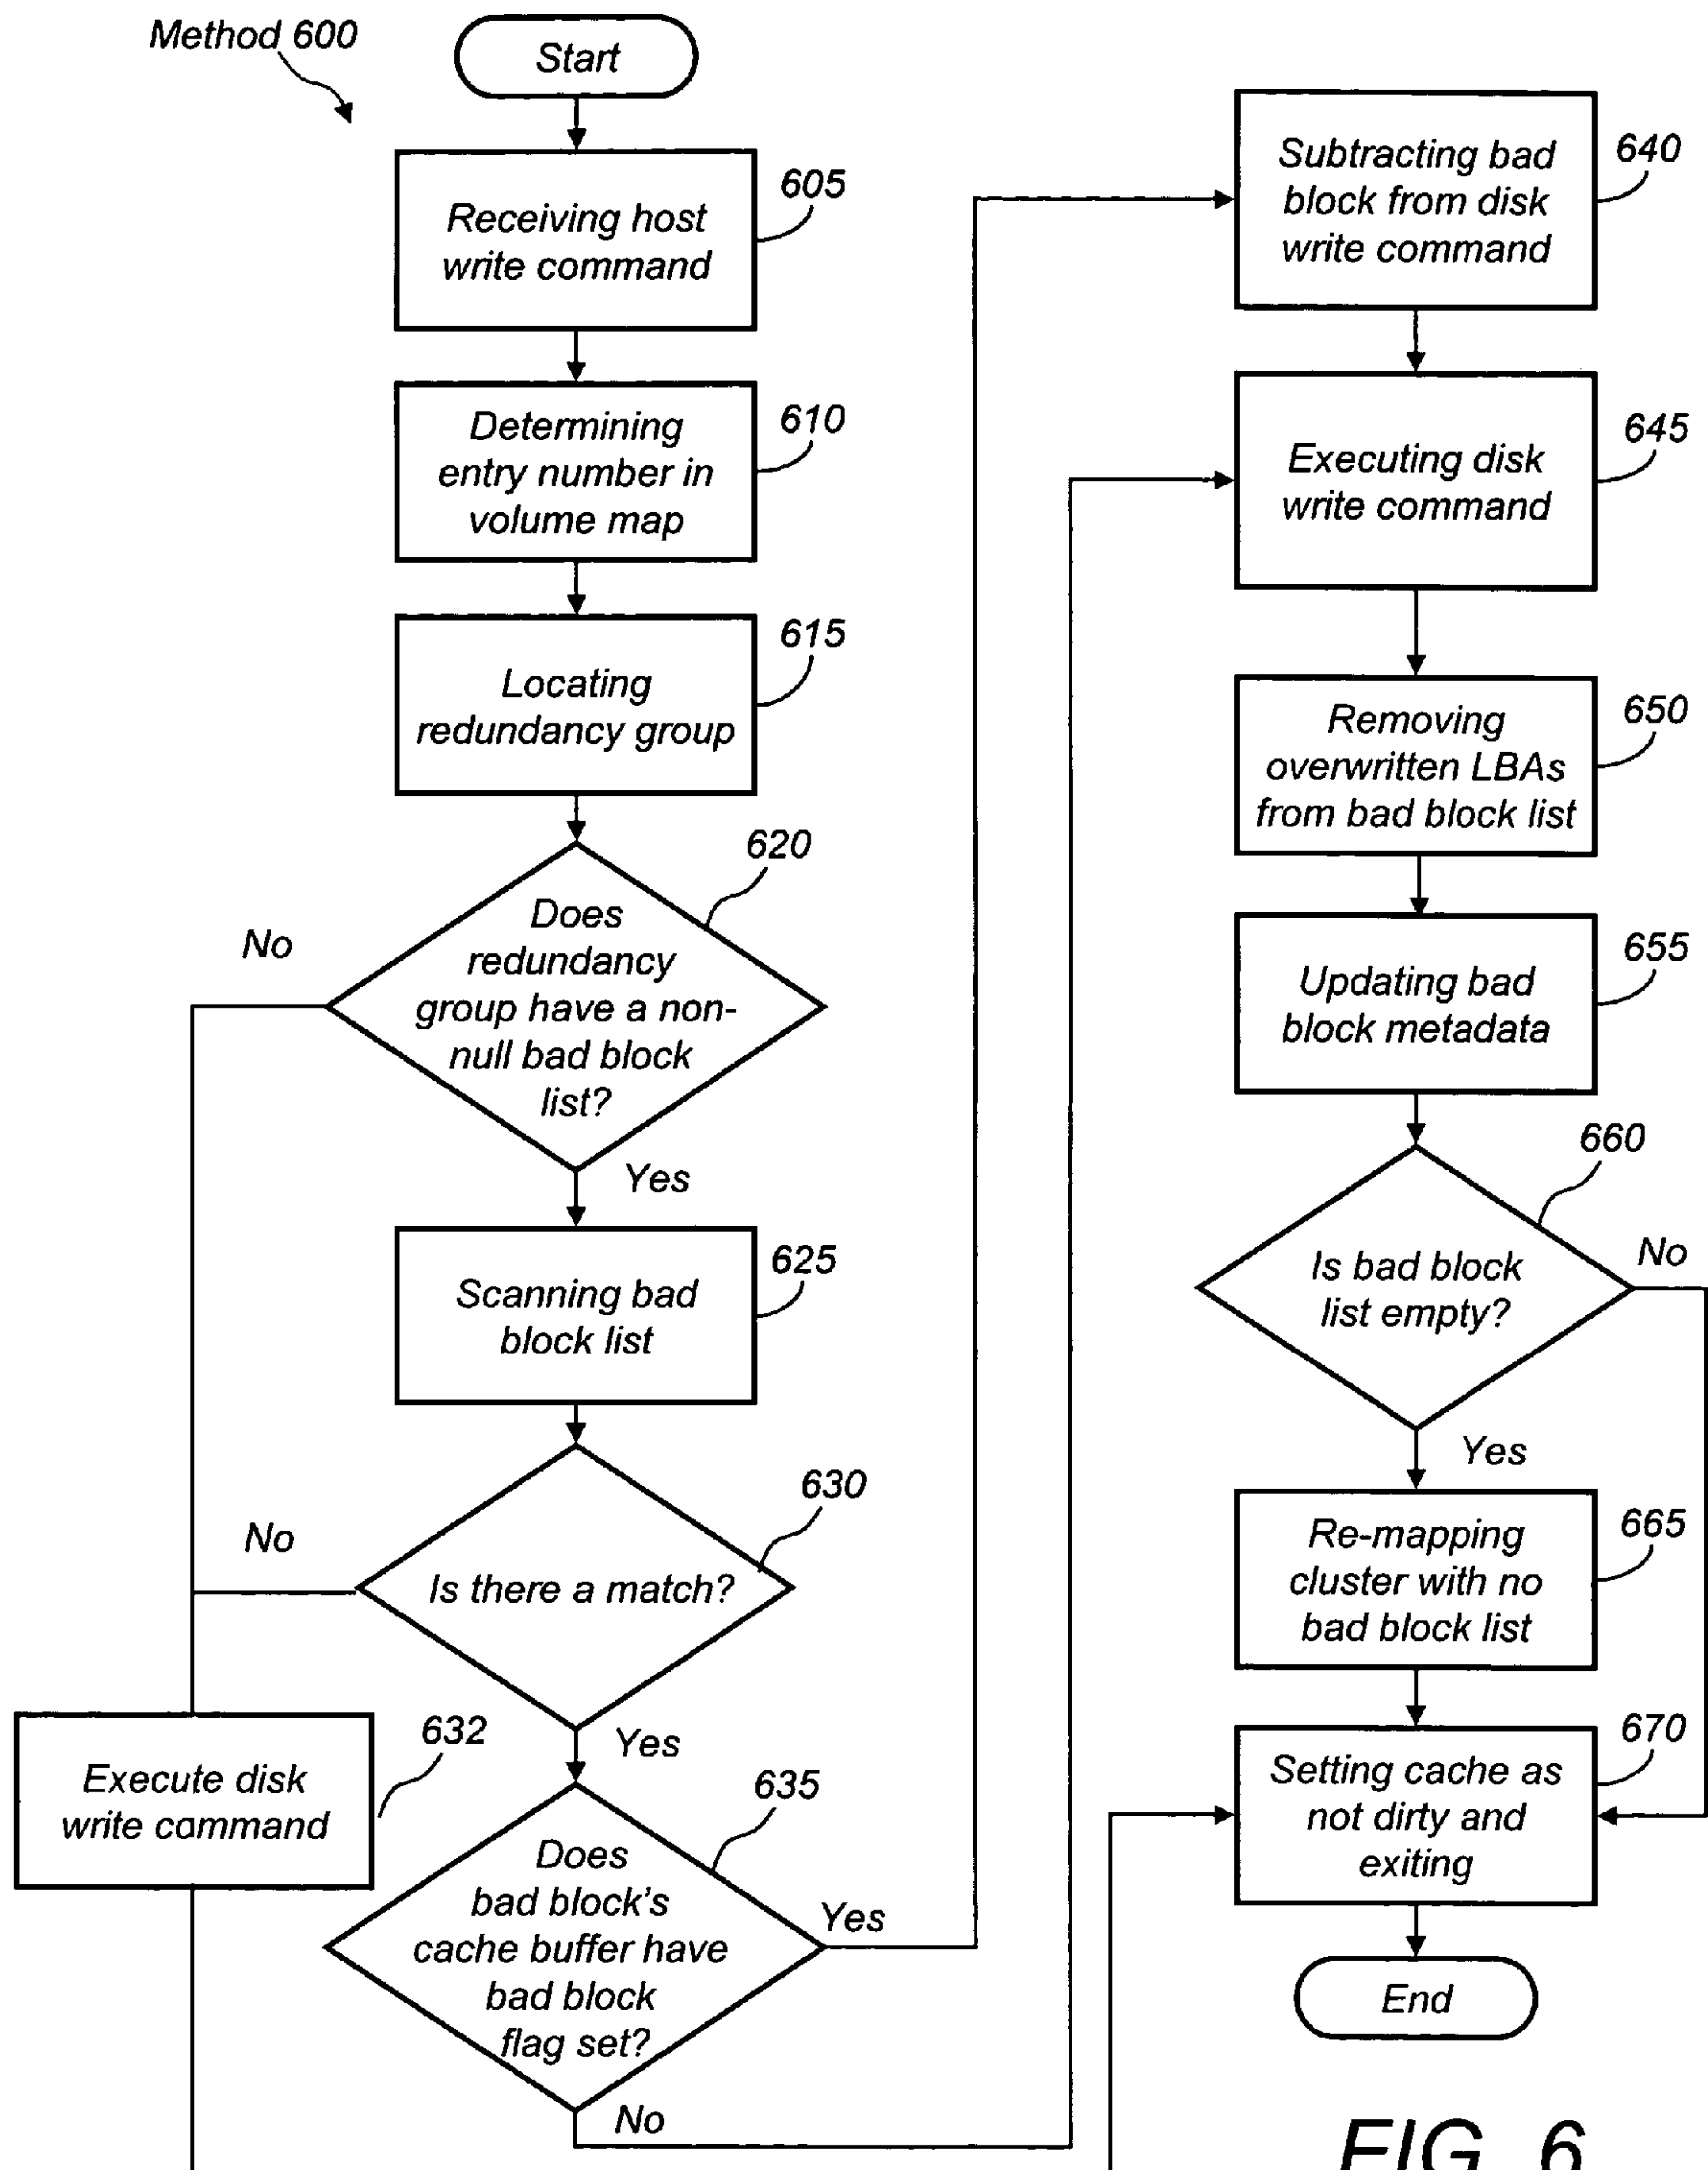 Method 600
Start
605
Receiving host
write command
610
Determining
entry number in
volume map
615
Locating
redundancy group
620
Does
redundancy
group have a non-
null bad block
list?
No
Yes
625
Scanning bad
block list
630
Is there a match?
No
Yes
632
Execute disk
write command
635
Does
bad block's
cache buffer have
bad block
flag set?
Yes
No
640
Subtracting bad
block from disk
write command
645
Executing disk
write command
650
Removing
overwritten LBAs
from bad block list
655
Updating bad
block metadata
660
Is bad block
list empty?
No
Yes
665
Re-mapping
cluster with no
bad block list
670
Setting cache as
not dirty and
exiting
End
FIG. 6